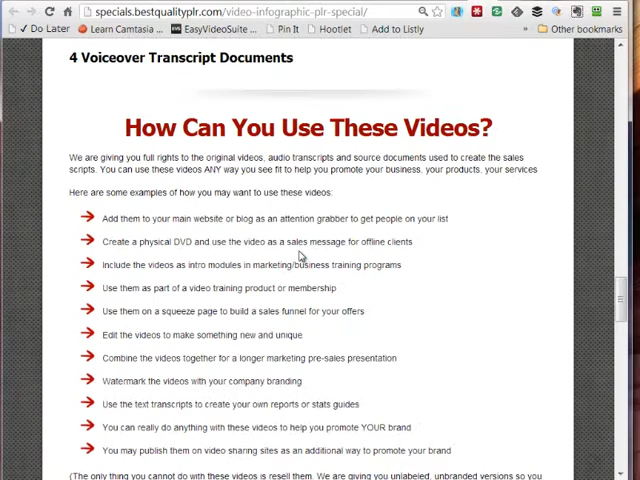 specials.bestqualityplr.com/video-infographic-plr-special/
✓ Do Later Learn Camtasia ... EVS EasyVideoSuite ... Pin It Hootlet Add to Listly » Other bookmarks
4 Voiceover Transcript Documents
How Can You Use These Videos?
We are giving you full rights to the original videos, audio transcripts and source documents used to create the sales
scripts. You can use these videos ANY way you see fit to help you promote your business, your products, your services
Here are some examples of how you may want to use these videos:
Add them to your main website or blog as an attention grabber to get people on your list
Create a physical DVD and use the video as a sales message for offline clients
Include the videos as intro modules in marketing/business training programs
Use them as part of a video training product or membership
Use them on a squeeze page to build a sales funnel for your offers
Edit the videos to make something new and unique
Combine the videos together for a longer marketing pre-sales presentation
Watermark the videos with your company branding
Use the text transcripts to create your own reports or stats guides
You can really do anything with these videos to help you promote YOUR brand
You may publish them on video sharing sites as an additional way to promote your brand
(The only thing you cannot do with these videos is resell them. We are giving you unlabeled, unbranded versions so you